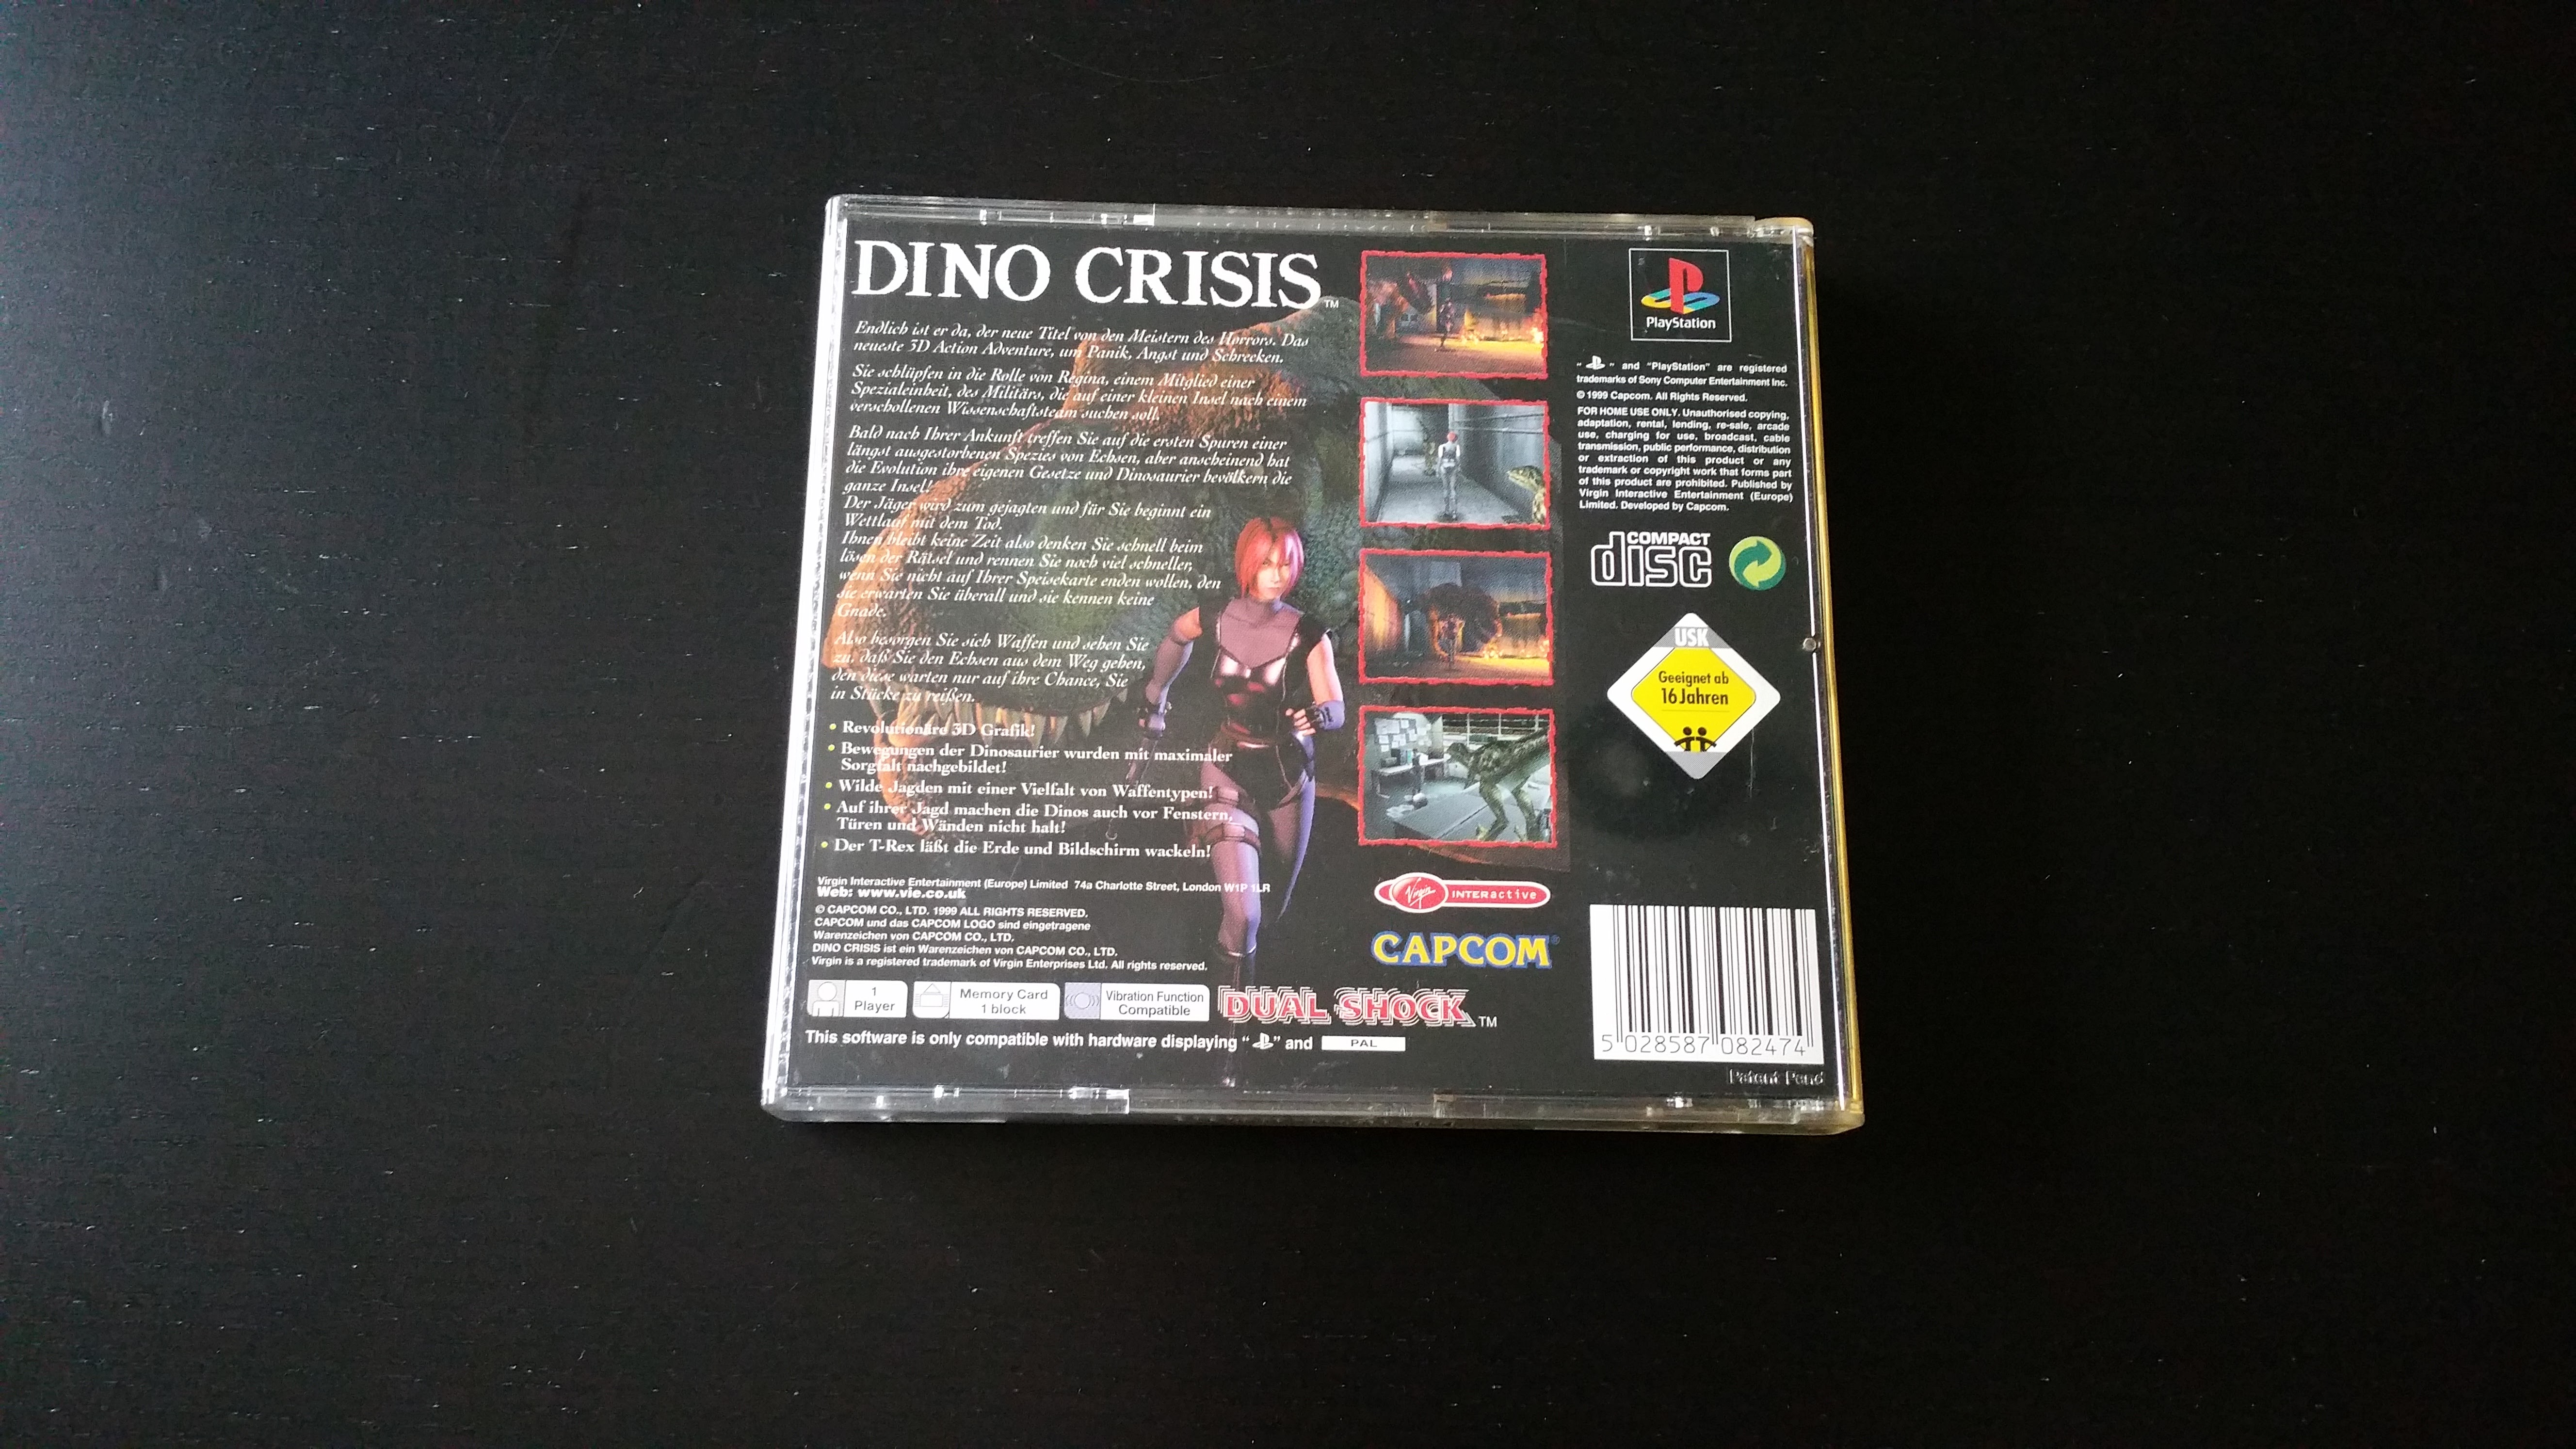 DINO CRISIS™
Endlich ist er da, der neue Titel von den Meistern des Horrors. Das
neueste 3D Action Adventure, um Panik, Angst und Schrecken.
Sie schlüpfen in die Rolle von Regina, einem Mitglied einer
Spezialeinheit, des Militärs, die auf einer kleinen Insel nach einem
verschollenen Wissenschaftsteam suchen soll.
Bald nach Ihrer Ankunft treffen Sie auf die ersten Spuren einer
längst ausgestorbenen Spezies von Echsen, aber anscheinend hat
die Evolution ihre eigenen Gesetze und Dinosaurier bevölkern die
ganze Insel!
Der Jäger wird zum gejagten und für Sie beginnt ein
Wettlauf mit dem Tod.
Ihnen bleibt keine Zeit also denken Sie schnell beim
lösen der Rätsel und rennen Sie noch viel schneller,
wenn Sie nicht auf Ihrer Speisekarte enden wollen, den
sie erwarten Sie überall und sie kennen keine
Gnade.
Also besorgen Sie sich Waffen und sehen Sie
zu, daß Sie den Echsen aus dem Weg gehen,
den diese warten nur auf ihre Chance, Sie
in Stücke zu reißen.
• Revolutionäre 3D Grafik!
• Bewegungen der Dinosaurier wurden mit maximaler
Sorgfalt nachgebildet!
• Wilde Jagden mit einer Vielfalt von Waffentypen!
• Auf ihrer Jagd machen die Dinos auch vor Fenstern,
Türen und Wänden nicht halt!
• Der T-Rex läßt die Erde und Bildschirm wackeln!
Virgin Interactive Entertainment (Europe) Limited 74a Charlotte Street, London W1P 1LR
Web: www.vie.co.uk
© CAPCOM CO., LTD. 1999 ALL RIGHTS RESERVED.
CAPCOM und das CAPCOM LOGO sind eingetragene
Warenzeichen von CAPCOM CO., LTD.
DINO CRISIS ist ein Warenzeichen von CAPCOM CO., LTD.
Virgin is a registered trademark of Virgin Enterprises Ltd. All rights reserved.
1
Player
Memory Card
1 block
Vibration Function
Compatible
DUAL SHOCK™
This software is only compatible with hardware displaying "PS" and PAL
Virgin INTERactive
CAPCOM®
PlayStation
" PS " and "PlayStation" are registered
trademarks of Sony Computer Entertainment Inc.
© 1999 Capcom. All Rights Reserved.
FOR HOME USE ONLY. Unauthorised copying,
adaptation, rental, lending, re-sale, arcade
use, charging for use, broadcast, cable
transmission, public performance, distribution
or extraction of this product or any
trademark or copyright work that forms part
of this product are prohibited. Published by
Virgin Interactive Entertainment (Europe)
Limited. Developed by Capcom.
COMPACT
disc
USK
Geeignet ab
16 Jahren
5 028587 082474
Patent Pend